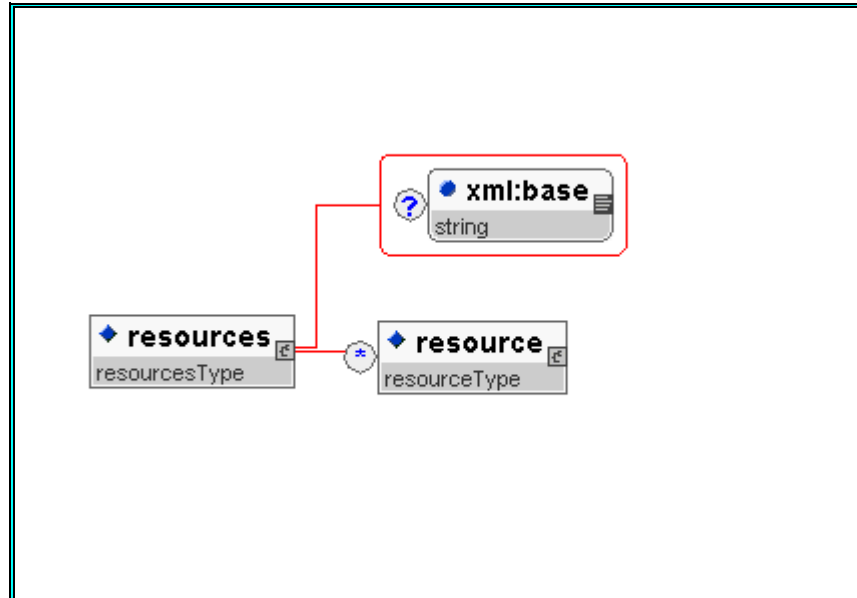 ?
xml:base
string
resources
resourcesType
*
resource
resourceType